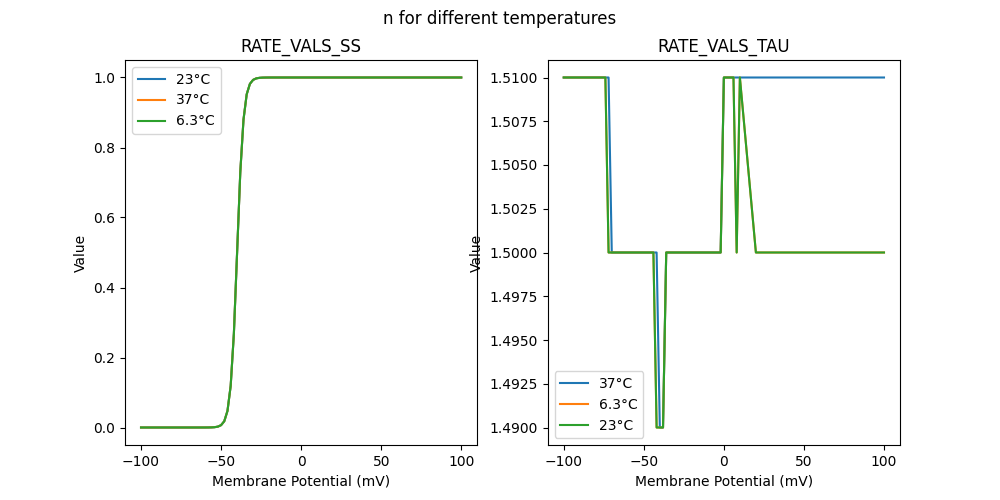 n for different temperatures
RATE_VALS_SS
1.0
0.8
0.6
0.4
0.2
0.0
Value
23°C
37°C
6.3°C
−100
−50
0
50
100
Membrane Potential (mV)
RATE_VALS_TAU
1.5100
1.5075
1.5050
1.5025
1.5000
1.4975
1.4950
1.4925
1.4900
Value
37°C
6.3°C
23°C
−100
−50
0
50
100
Membrane Potential (mV)